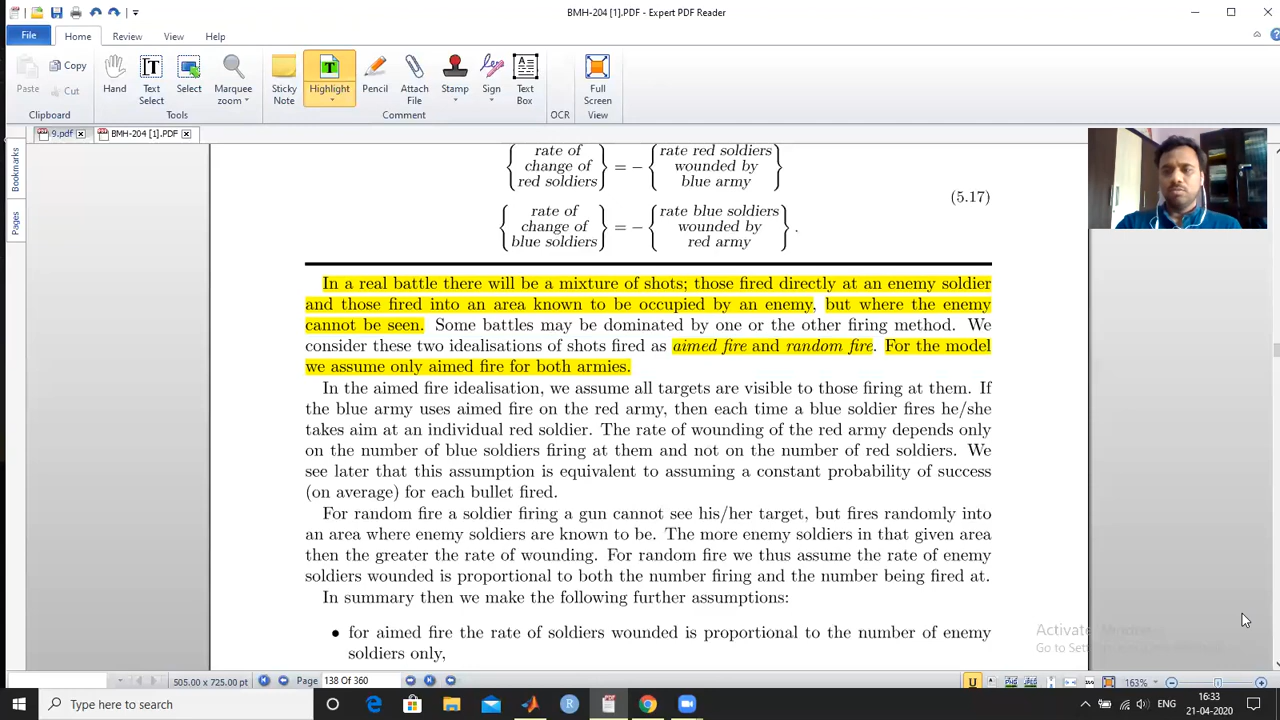 BMH-204 [1].PDF - Expert PDF Reader
File
Home
Review
View
Help
Paste
Copy
Cut
Clipboard
Hand
Text Select
Select
Marquee zoom
Tools
Sticky Note
Highlight
Pencil
Attach File
Stamp
Sign
Text Box
Comment
OCR
Full Screen
View
9.pdf
BMH-204 [1].PDF
Bookmarks
Pages
{ rate of change of red soldiers } = − { rate red soldiers wounded by blue army }
(5.17)
{ rate of change of blue soldiers } = − { rate blue soldiers wounded by red army } .
In a real battle there will be a mixture of shots; those fired directly at an enemy soldier
and those fired into an area known to be occupied by an enemy, but where the enemy
cannot be seen. Some battles may be dominated by one or the other firing method. We
consider these two idealisations of shots fired as aimed fire and random fire. For the model
we assume only aimed fire for both armies.
In the aimed fire idealisation, we assume all targets are visible to those firing at them. If
the blue army uses aimed fire on the red army, then each time a blue soldier fires he/she
takes aim at an individual red soldier. The rate of wounding of the red army depends only
on the number of blue soldiers firing at them and not on the number of red soldiers. We
see later that this assumption is equivalent to assuming a constant probability of success
(on average) for each bullet fired.
For random fire a soldier firing a gun cannot see his/her target, but fires randomly into
an area where enemy soldiers are known to be. The more enemy soldiers in that given area
then the greater the rate of wounding. For random fire we thus assume the rate of enemy
soldiers wounded is proportional to both the number firing and the number being fired at.
In summary then we make the following further assumptions:
• for aimed fire the rate of soldiers wounded is proportional to the number of enemy
soldiers only,
Activate Windows
Go to Set
505.00 x 725.00 pt
Page
138 Of 360
163%
Type here to search
ENG
16:33
21-04-2020